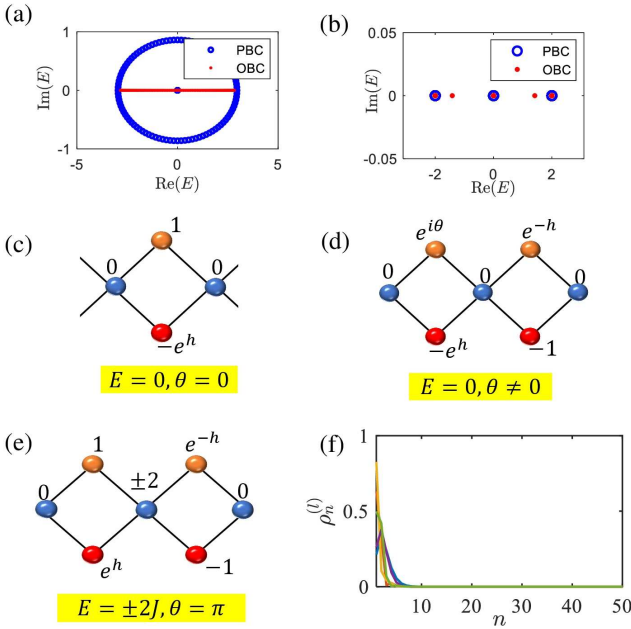 (a)
1
0
-1
Im(E)
-5
0
5
Re(E)
PBC
OBC
(b)
0.05
0
-0.05
Im(E)
-2
0
2
Re(E)
PBC
OBC
(c)
1
0
0
−e^h
E = 0, θ = 0
(d)
e^{iθ}
e^{−h}
0
0
0
−e^h
−1
E = 0, θ ≠ 0
(e)
1
e^{−h}
0
±2
0
e^h
−1
E = ±2J, θ = π
(f)
1
0.5
0
ρ_n^{(l)}
10
30
50
n